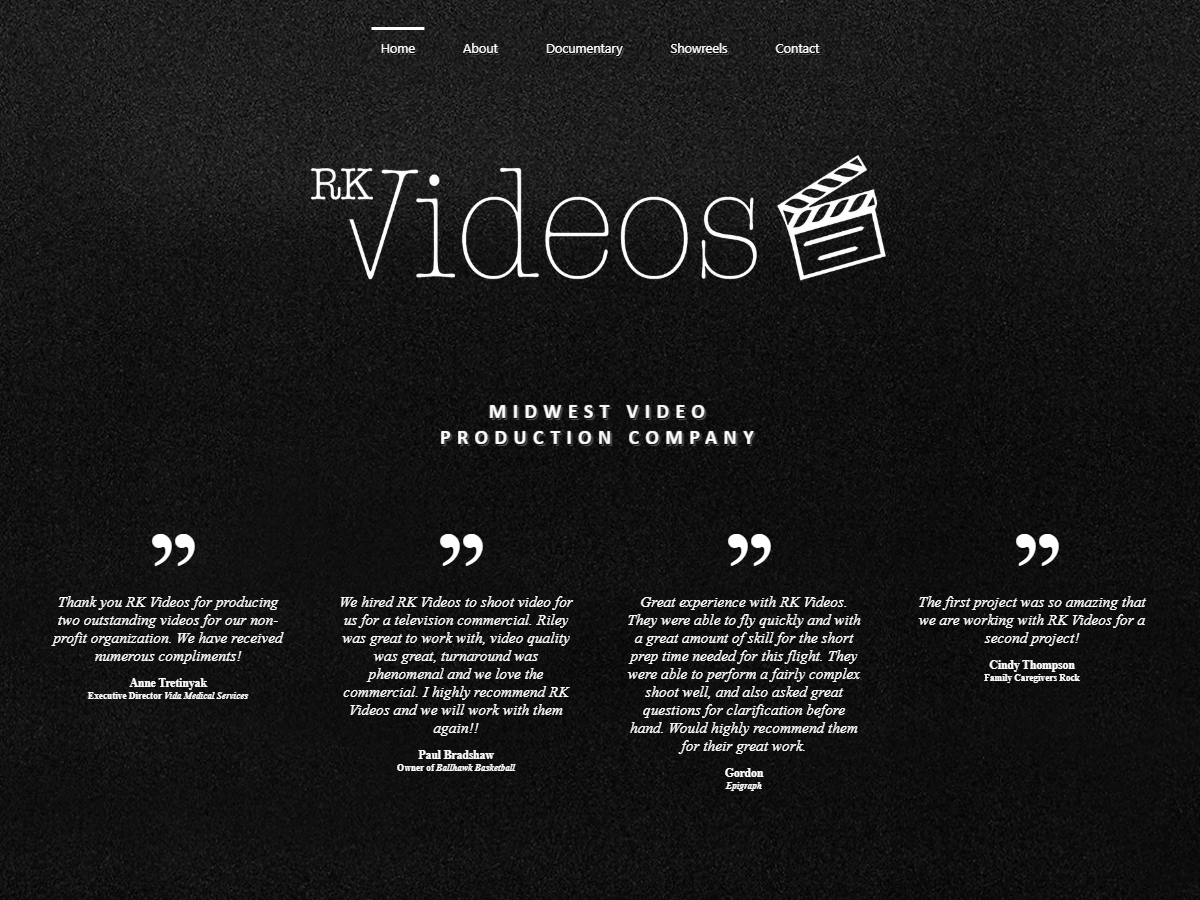 Home About Documentary Showreels Contact
RK Videos
MIDWEST VIDEO
PRODUCTION COMPANY
”
Thank you RK Videos for producing
two outstanding videos for our non-
profit organization. We have received
numerous compliments!
Anne Tretinyak
Executive Director Vida Medical Services
”
We hired RK Videos to shoot video for
us for a television commercial. Riley
was great to work with, video quality
was great, turnaround was
phenomenal and we love the
commercial. I highly recommend RK
Videos and we will work with them
again!!
Paul Bradshaw
Owner of Ballhawk Basketball
”
Great experience with RK Videos.
They were able to fly quickly and with
a great amount of skill for the short
prep time needed for this flight. They
were able to perform a fairly complex
shoot well, and also asked great
questions for clarification before
hand. Would highly recommend them
for their great work.
Gordon
Epigraph
”
The first project was so amazing that
we are working with RK Videos for a
second project!
Cindy Thompson
Family Caregivers Rock